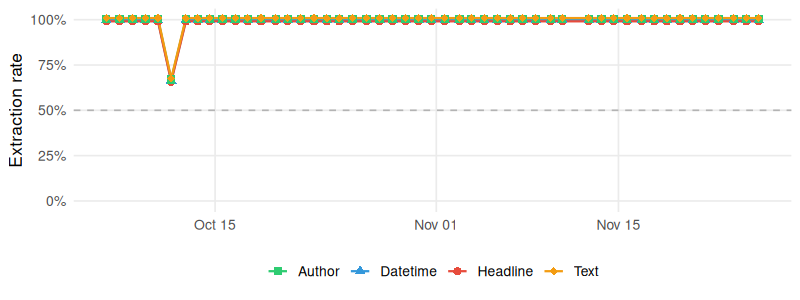 100%
75%
50%
25%
0%
Extraction rate
Oct 15
Nov 01
Nov 15
Author
Datetime
Headline
Text